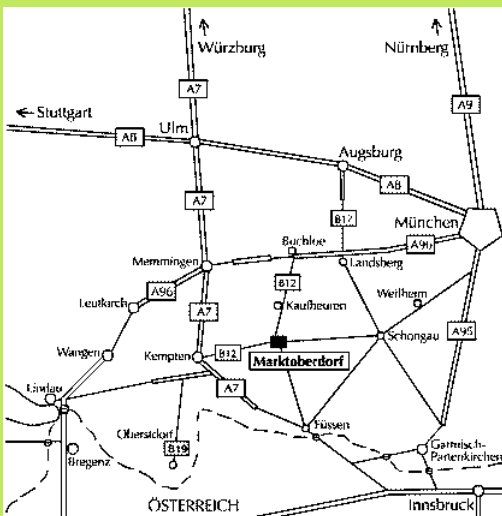 Würzburg
Nürnberg
A7
A9
Stuttgart
A8
Ulm
Augsburg
A8
A7
B17
München
Buchloe
A96
Memmingen
Landsberg
A96
B12
Weilheim
Leutkirch
Kaufbeuren
A7
A95
Schongau
Wangen
Kempten
B12
Marktoberdorf
Lindau
A7
Füssen
Oberstdorf
B19
Garmisch-
Partenkirchen
Bregenz
ÖSTERREICH
Innsbruck